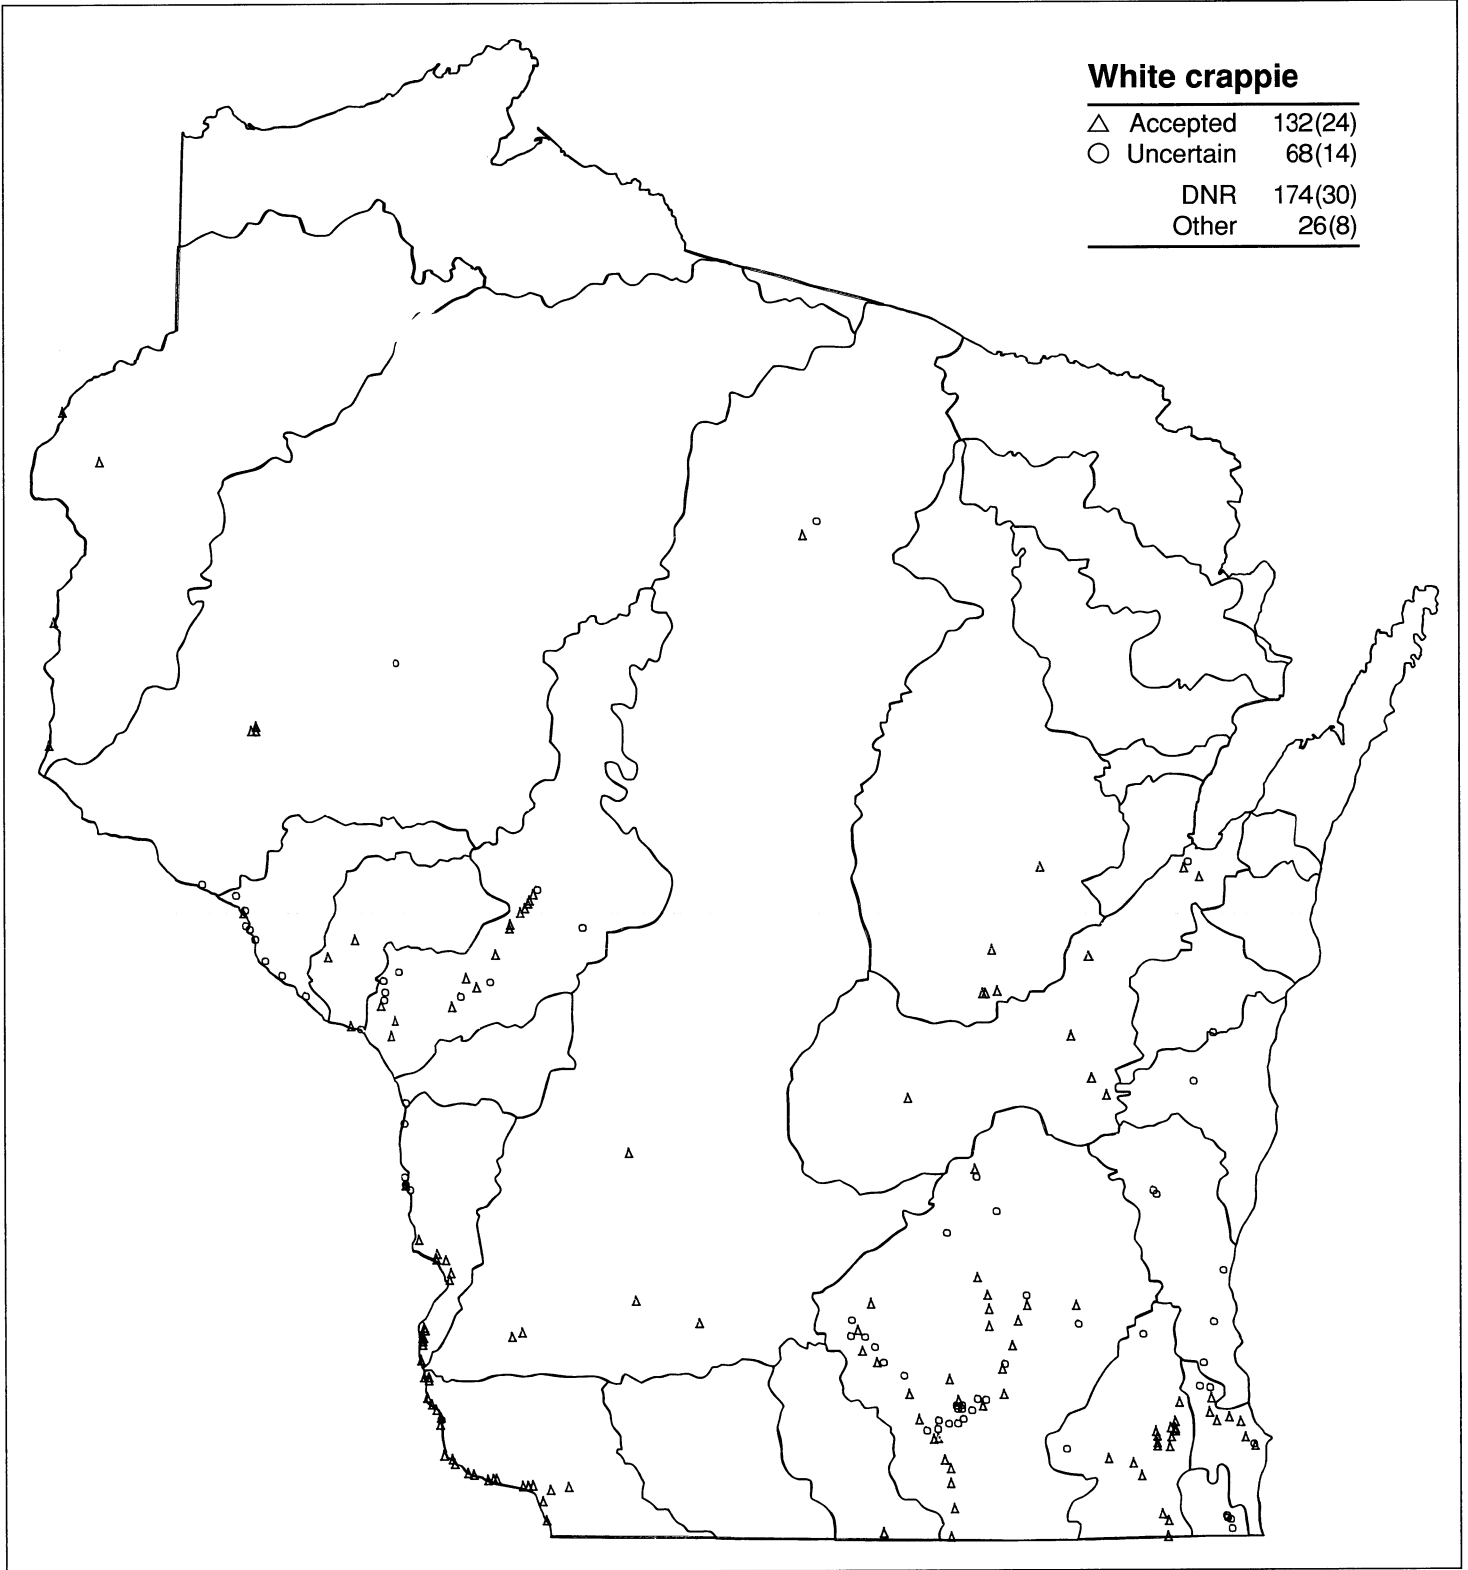 White crappie
△ Accepted 132(24)
○ Uncertain 68(14)
DNR 174(30)
Other 26(8)